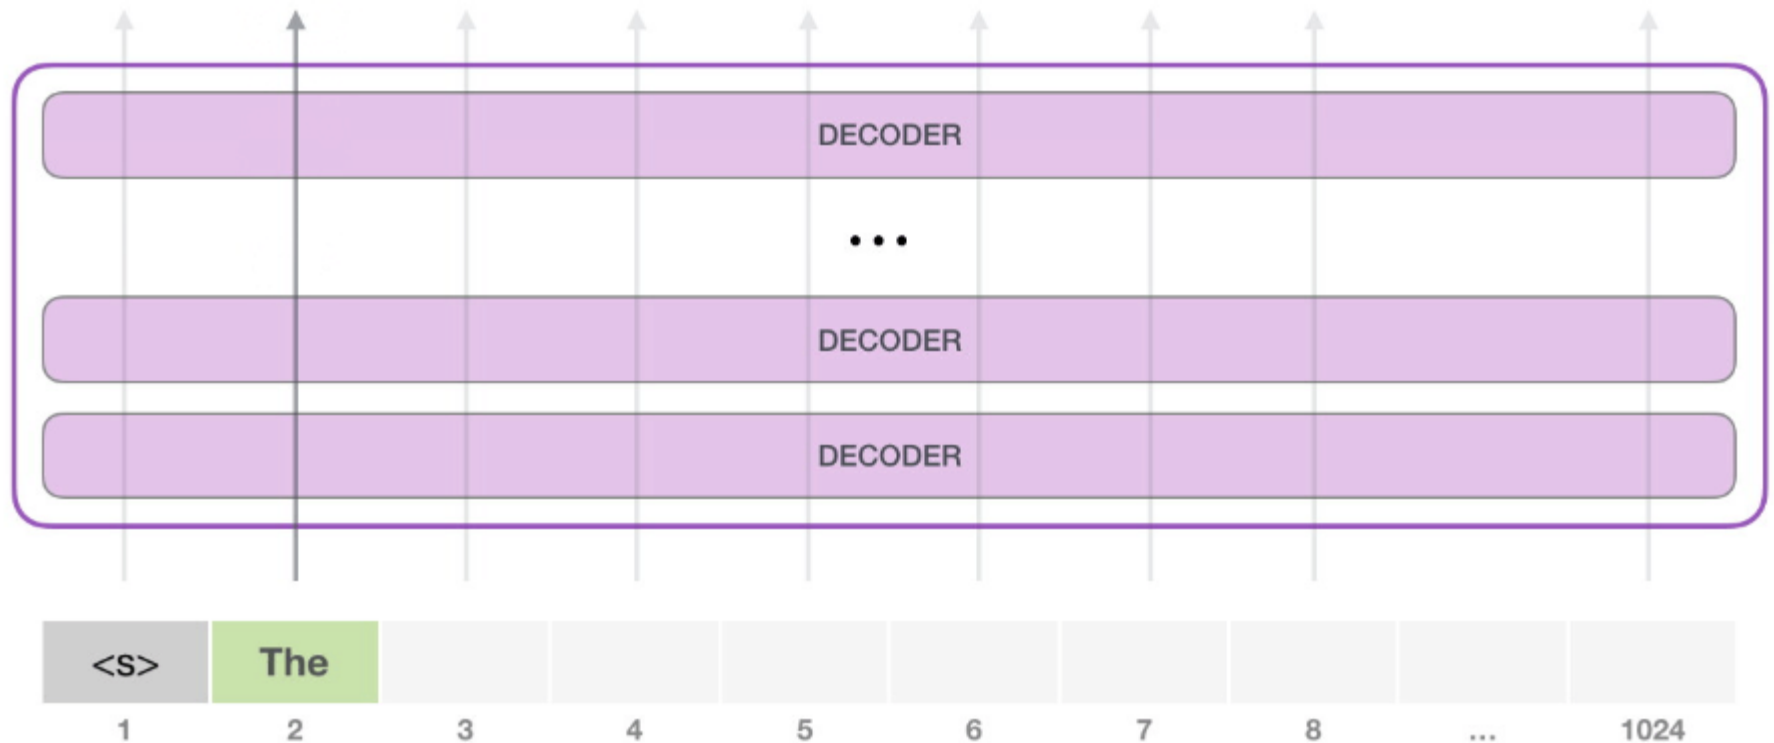 DECODER
...
DECODER
DECODER
<s> The
1 2 3 4 5 6 7 8 ... 1024